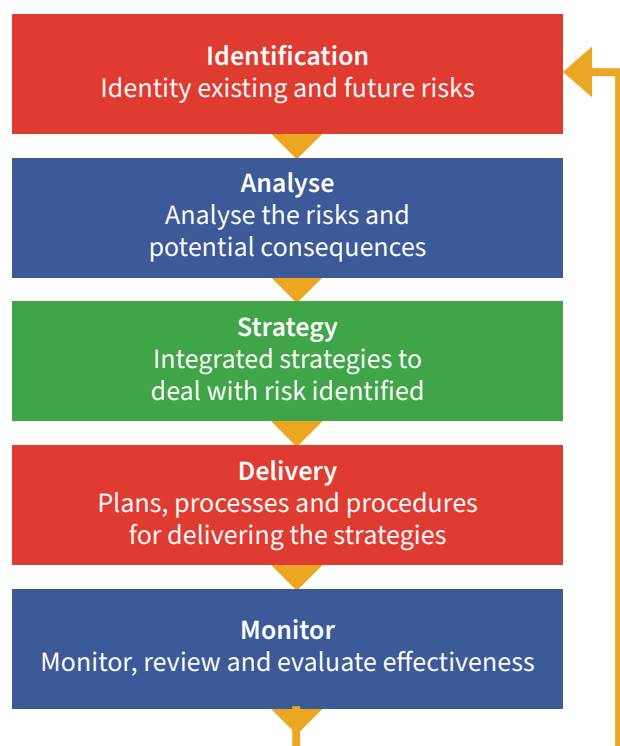 Identification
Identity existing and future risks
Analyse
Analyse the risks and
potential consequences
Strategy
Integrated strategies to
deal with risk identified
Delivery
Plans, processes and procedures
for delivering the strategies
Monitor
Monitor, review and evaluate effectiveness